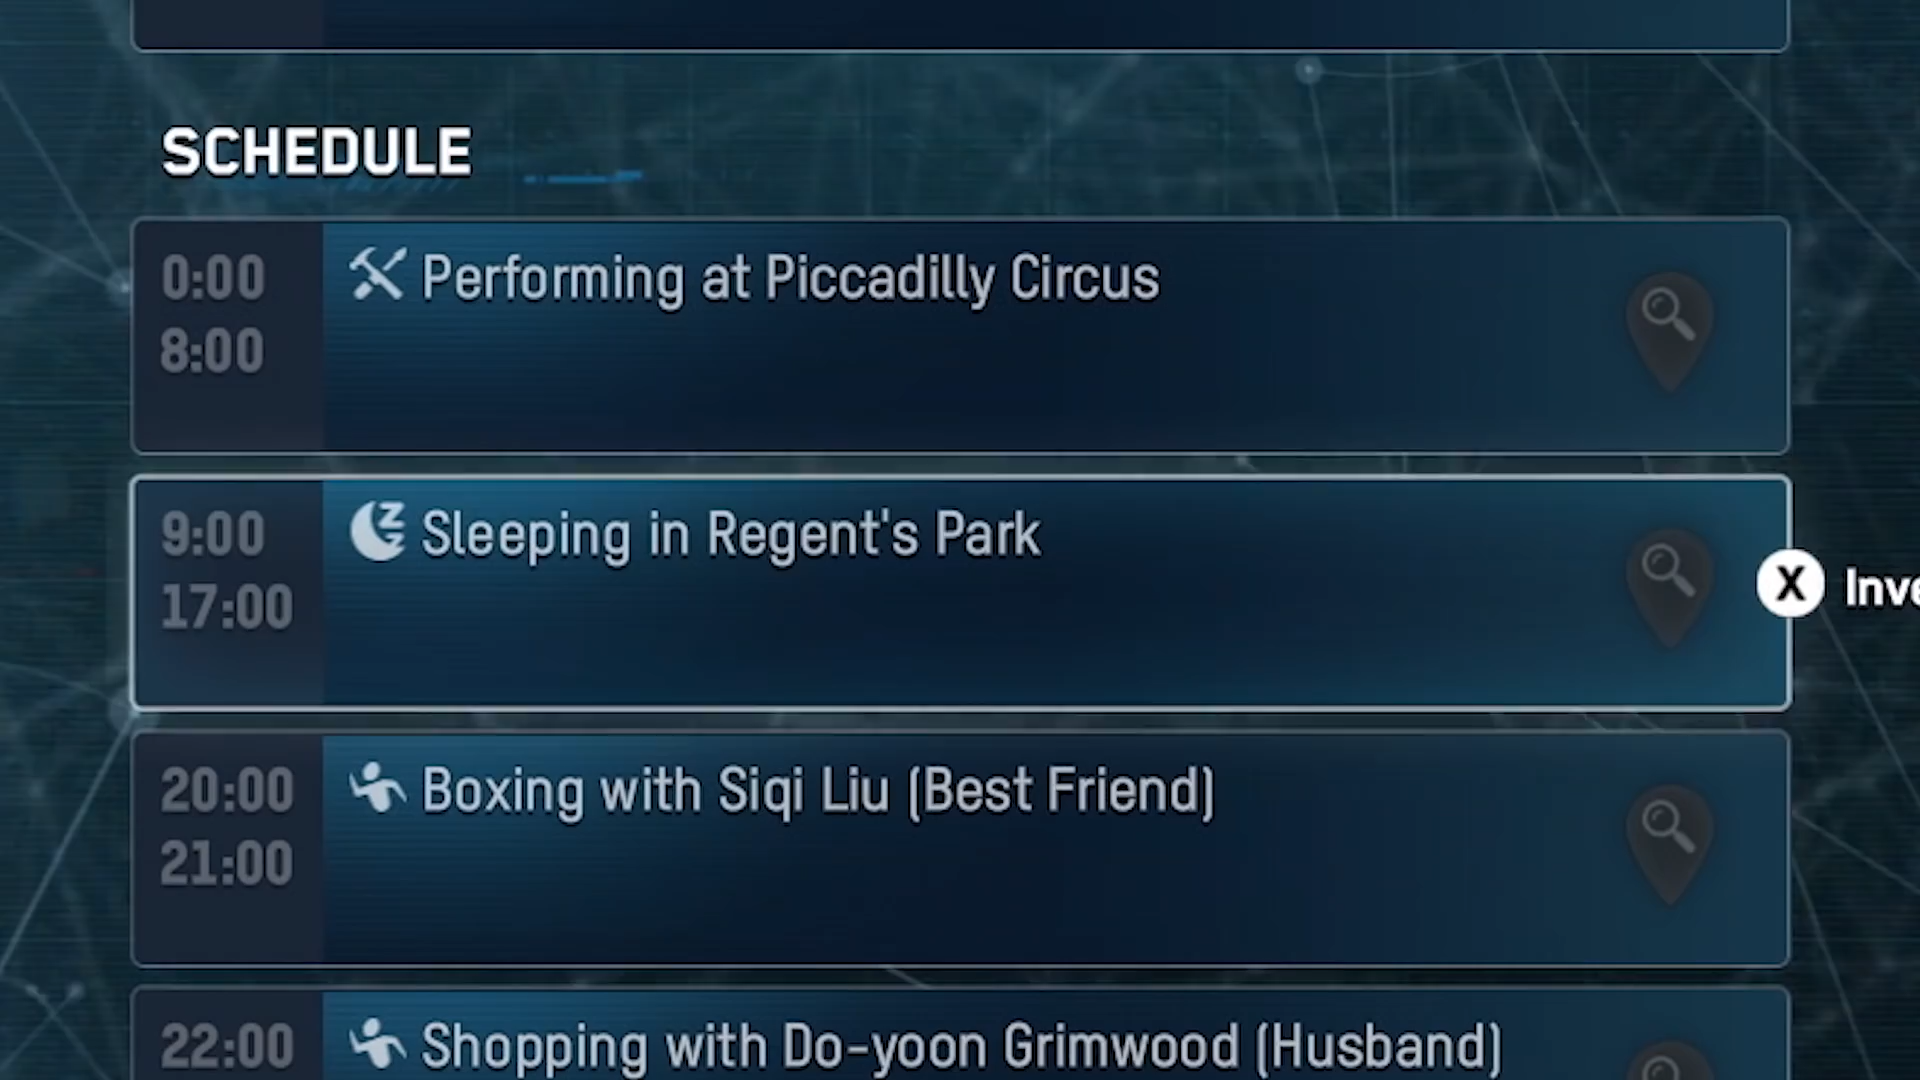 SCHEDULE
0:00 Performing at Piccadilly Circus
8:00
9:00 Sleeping in Regent's Park
17:00
X Inve
20:00 Boxing with Siqi Liu (Best Friend)
21:00
22:00 Shopping with Do-yoon Grimwood (Husband)